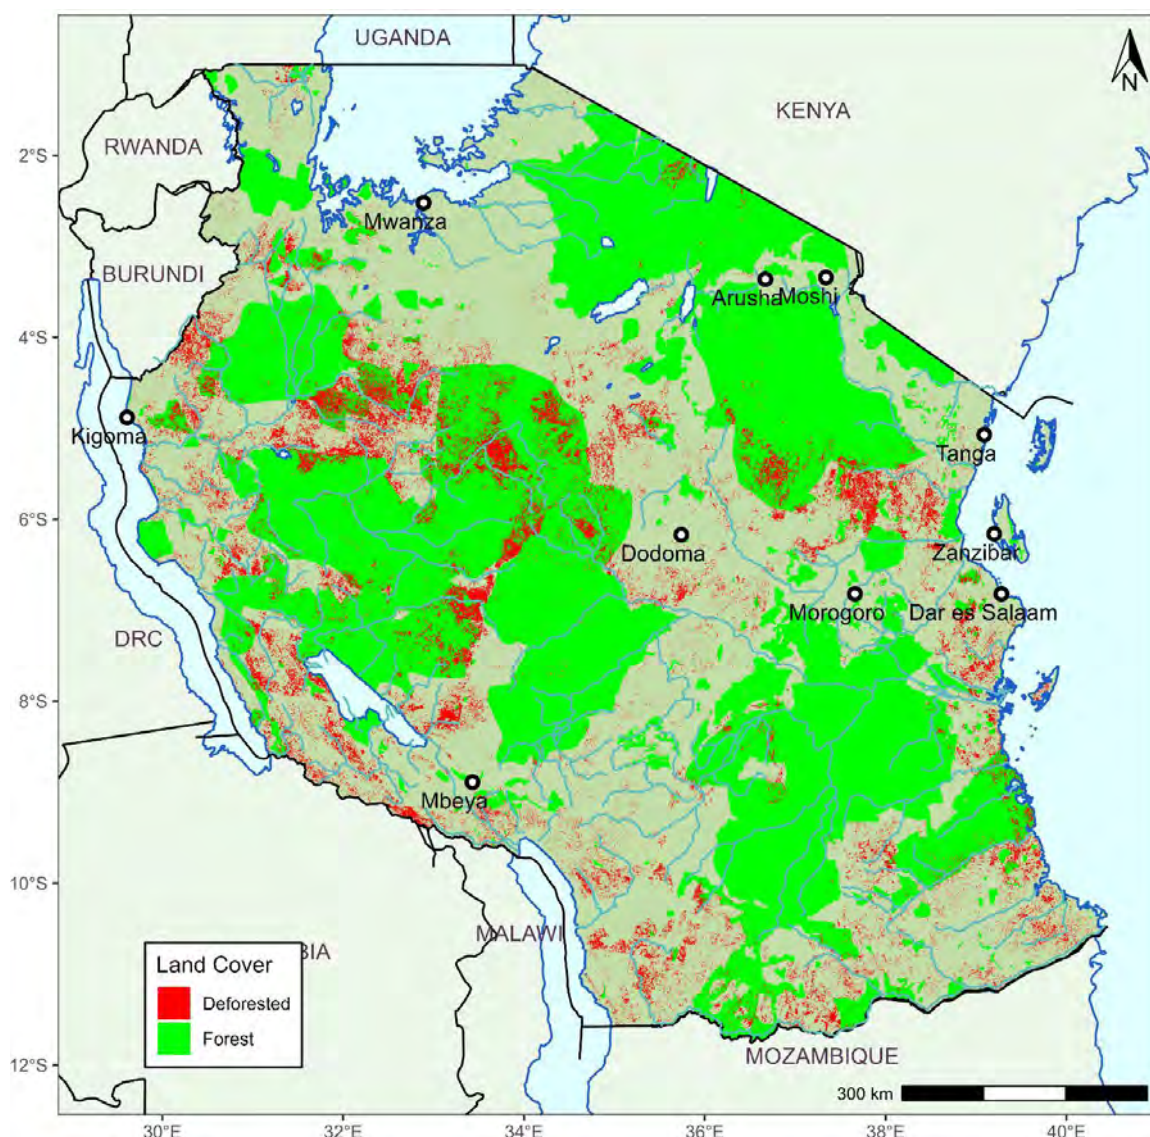 UGANDA
N
KENYA
2°S
RWANDA
Mwanza
BURUNDI
Arusha
Moshi
4°S
Kigoma
Tanga
6°S
Dodoma
Zanzibar
Morogoro
Dar es Salaam
DRC
8°S
Mbeya
10°S
MALAWI
BIA
Land Cover
Deforested
Forest
12°S
MOZAMBIQUE
300 km
30°E
32°E
34°E
36°E
38°E
40°E